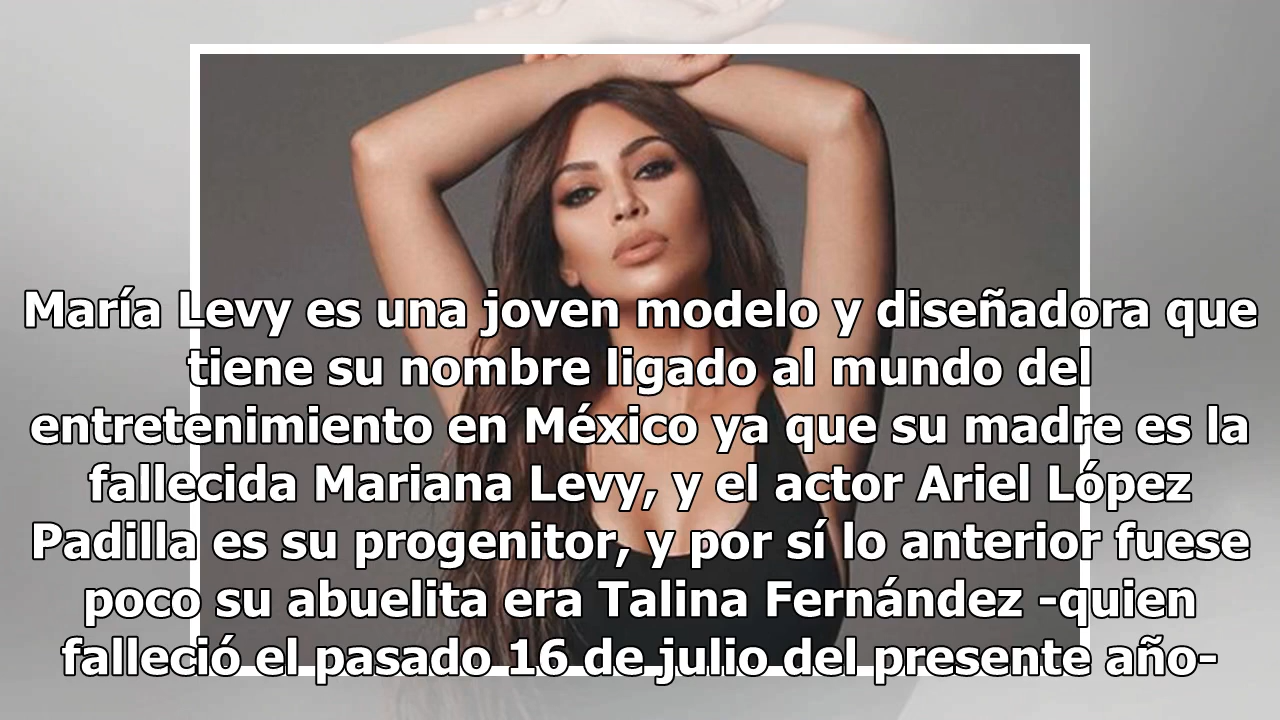 María Levy es una joven modelo y diseñadora que
tiene su nombre ligado al mundo del
entretenimiento en México ya que su madre es la
fallecida Mariana Levy, y el actor Ariel López
Padilla es su progenitor, y por sí lo anterior fuese
poco su abuelita era Talina Fernández -quien
falleció el pasado 16 de julio del presente año-